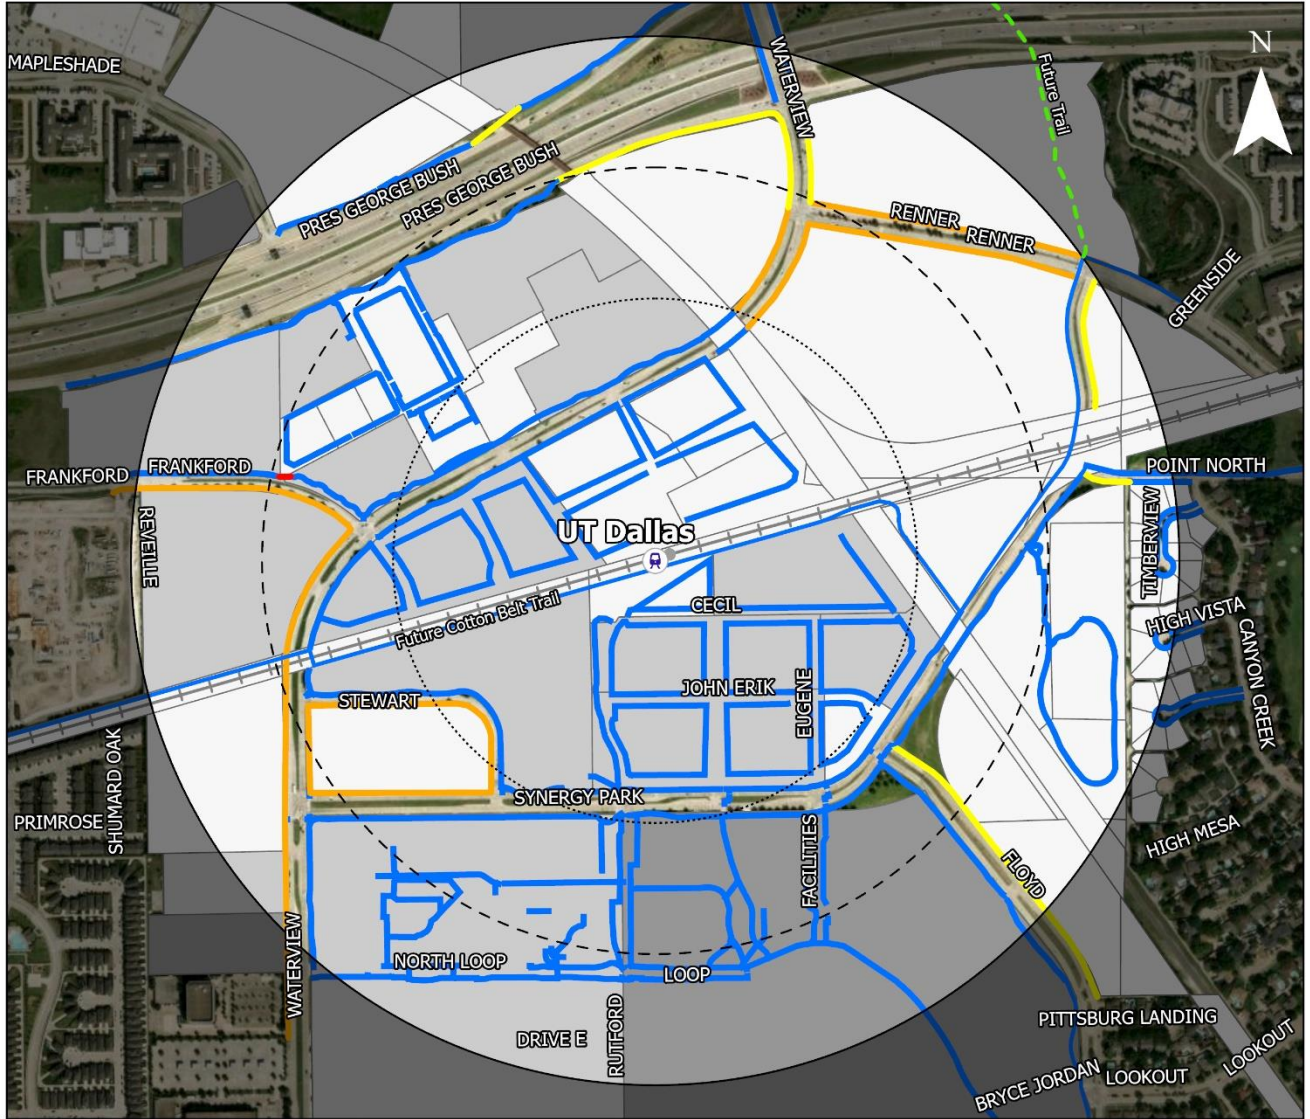 N
MAPLESHADE
WATERVIEW
Future Trail
PRES GEORGE BUSH
PRES GEORGE BUSH
RENNER
RENNER
GREENSIDE
FRANKFORD
FRANKFORD
POINT NORTH
REVEILLE
UT Dallas
TIMBERVIEW
CECIL
Future Cotton Belt Trail
HIGH VISTA
CANYON CREEK
STEWART
JOHN ERIK
EUGENE
SHUMARD OAK
SYNERGY PARK
PRIMROSE
HIGH MESA
FACILITIES
FLOYD
WATERVIEW
NORTH LOOP
LOOP
RUTFORD
DRIVE E
PITTSBURG LANDING
LOOKOUT
BRYCE JORDAN
LOOKOUT